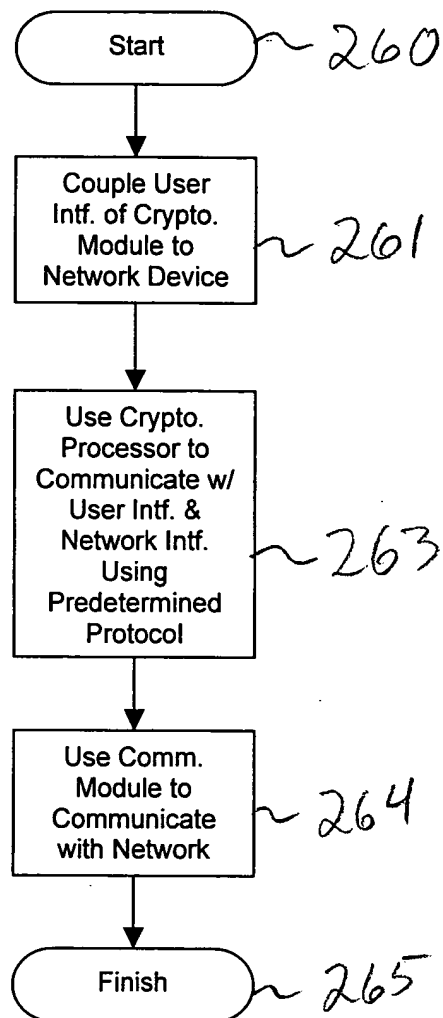 Start
260
Couple User
Intf. of Crypto.
Module to
Network Device
261
Use Crypto.
Processor to
Communicate w/
User Intf. &
Network Intf.
Using
Predetermined
Protocol
263
Use Comm.
Module to
Communicate
with Network
264
Finish
265